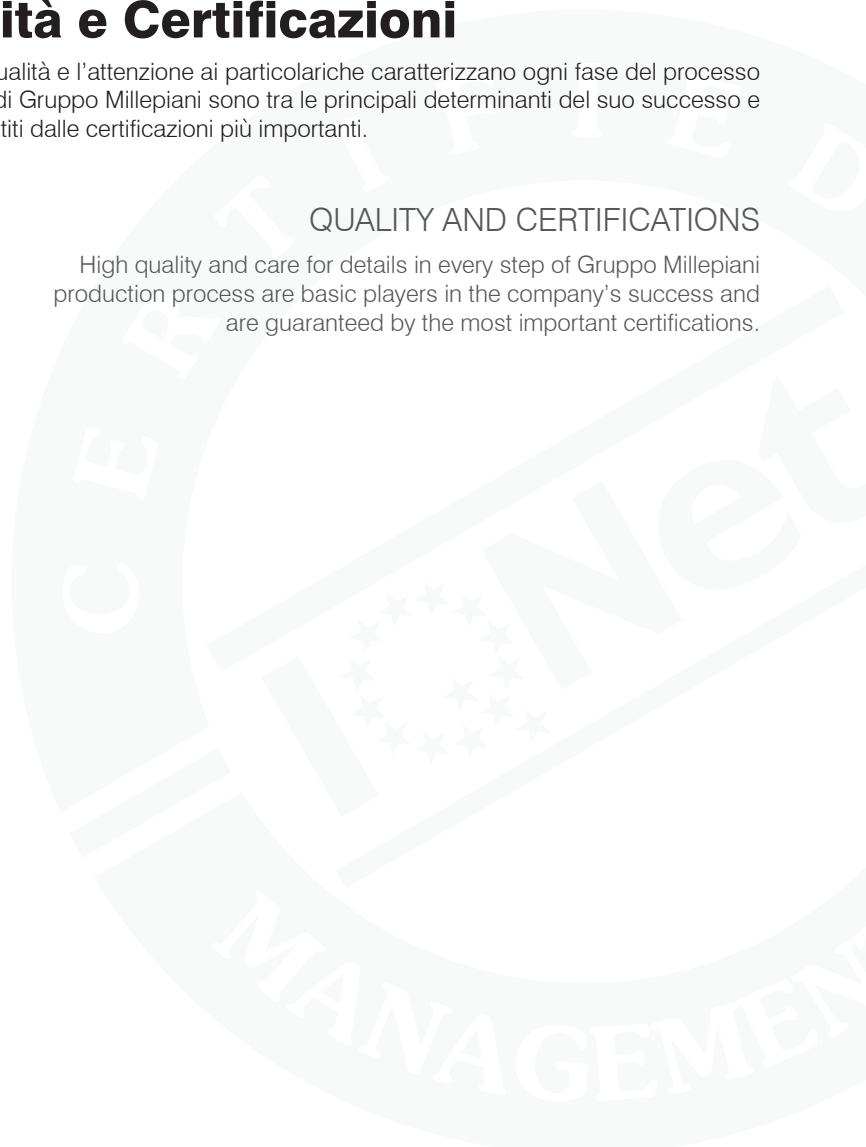 ità e Certificazioni
ualità e l’attenzione ai particolariche caratterizzano ogni fase del processo
di Gruppo Millepiani sono tra le principali determinanti del suo successo e
titi dalle certificazioni più importanti.
QUALITY AND CERTIFICATIONS
High quality and care for details in every step of Gruppo Millepiani
production process are basic players in the company’s success and
are guaranteed by the most important certifications.
CERTIFIED
IQNet
MANAGEMEN